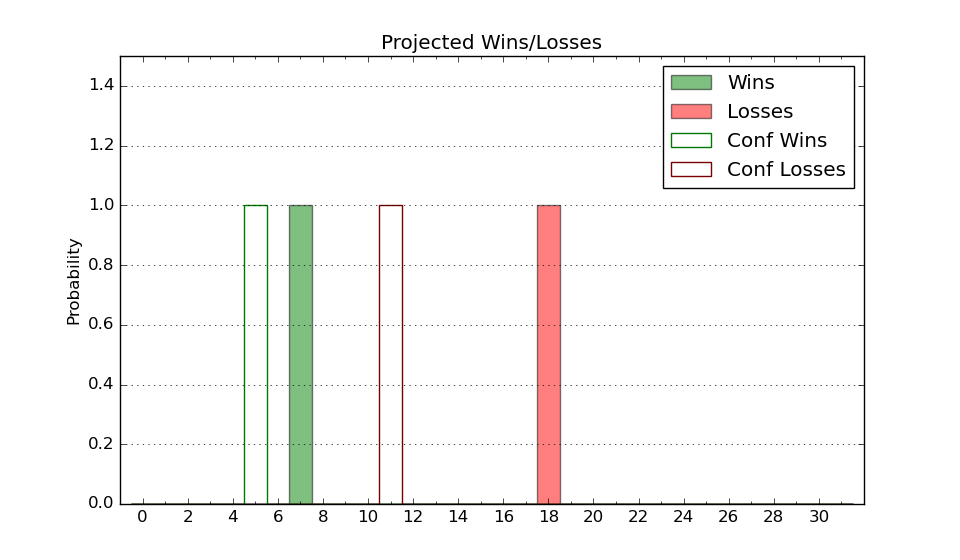 Projected Wins/Losses
Wins
Losses
Conf Wins
Conf Losses
Probability
1.4
1.2
1.0
0.8
0.6
0.4
0.2
0.0
0 2 4 6 8 10 12 14 16 18 20 22 24 26 28 30